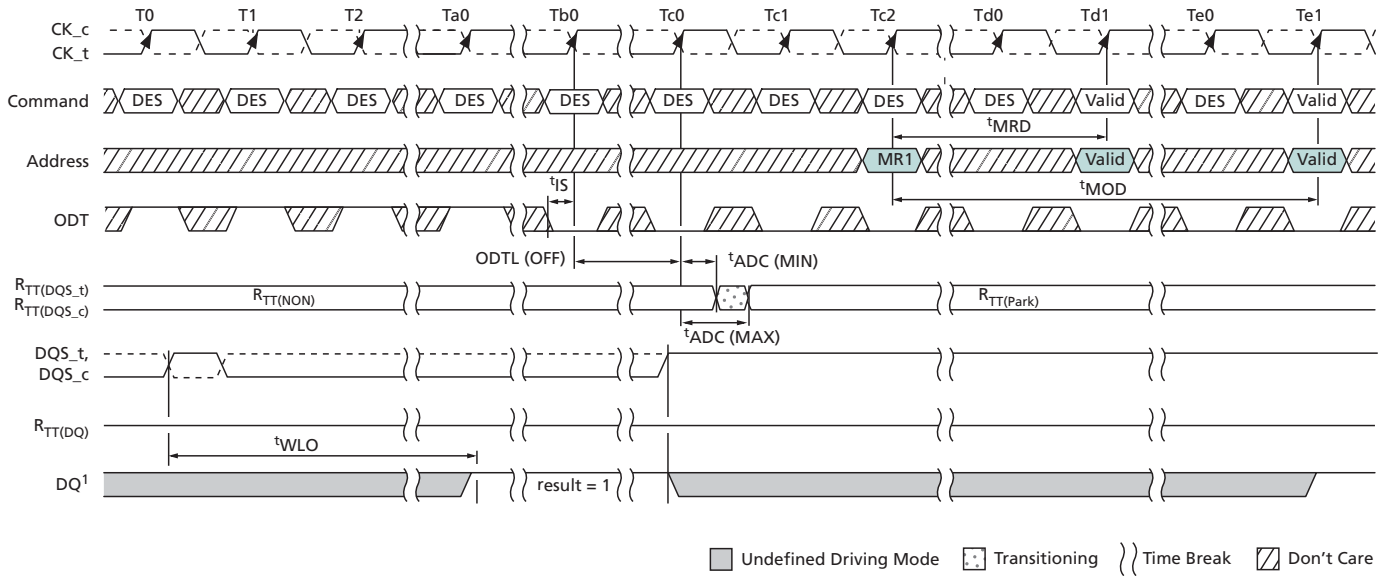 T0 T1 T2 Ta0 Tb0 Tc0 Tc1 Tc2 Td0 Td1 Te0 Te1
CK_c
CK_t
Command DES DES DES DES DES DES DES DES DES Valid DES Valid
tMRD
Address MR1 Valid Valid
tIS
tMOD
ODT
ODTL (OFF) tADC (MIN)
RTT(DQS_t)
RTT(DQS_c)
RTT(NON) RTT(Park)
tADC (MAX)
DQS_t,
DQS_c
RTT(DQ)
tWLO
DQ1 result = 1
Undefined Driving Mode Transitioning Time Break Don't Care